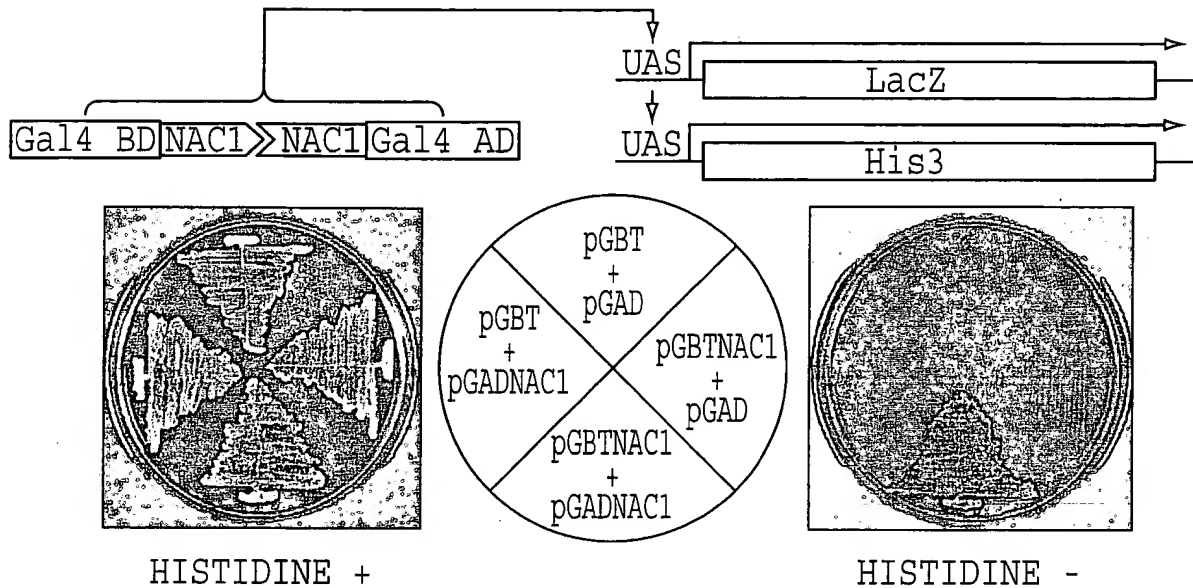 UAS
LacZ
Gal4 BD NAC1 NAC1 Gal4 AD
UAS
His3
pGBT
+
pGAD
pGBT
+
pGADNAC1
pGBTNAC1
+
pGAD
pGBTNAC1
+
pGADNAC1
HISTIDINE +
HISTIDINE -